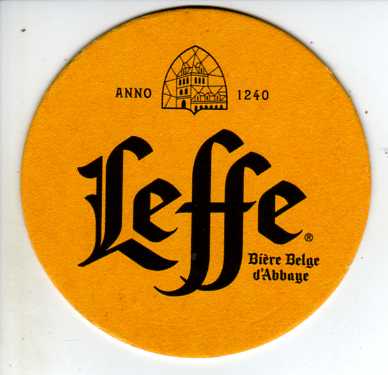 ANNO 1240
Leffe®
Bière Belge
d'Abbaye